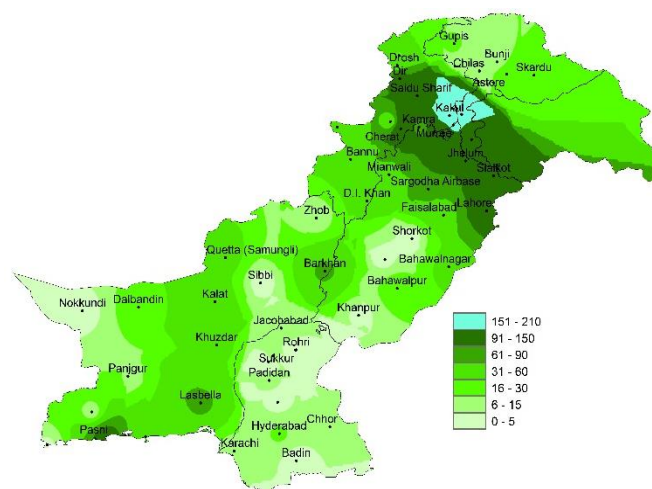 Gupis
Drosh
Bunji
Chilas
Skardu
Dir
Astore
Saidu Sharif
Kakul
Kamra
Murree
Cherat
Bannu
Jhelum
Mianwali
Sialkot
Sargodha Airbase
D.I. Khan
Zhob
Faisalabad
Lahore
Shorkot
Quetta (Samungli)
Barkhan
Bahawalnagar
Sibbi
Bahawalpur
Nokkundi
Dalbandin
Kalat
Khanpur
Jacobabad
Khuzdar
Rohri
Sukkur
Panjgur
Padidan
Lasbella
Chhor
Pasni
Hyderabad
Karachi
Badin
151 - 210
91 - 150
61 - 90
31 - 60
16 - 30
6 - 15
0 - 5